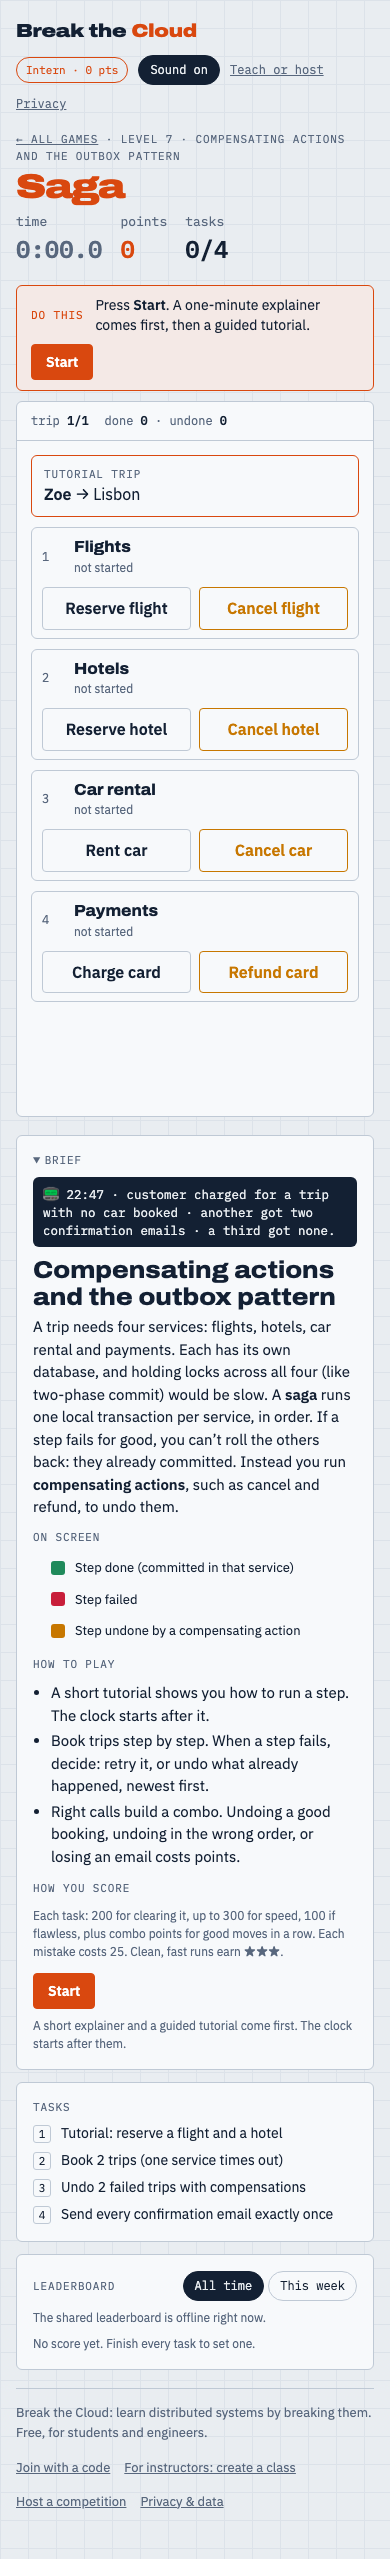 Break the Cloud
Intern · 0 pts
Sound on
Teach or host
Privacy
← ALL GAMES · LEVEL 7 · COMPENSATING ACTIONS
AND THE OUTBOX PATTERN
Saga
time points tasks
0:00.0 0 0/4
DO THIS
Press Start. A one-minute explainer
comes first, then a guided tutorial.
Start
trip 1/1 done 0 · undone 0
TUTORIAL TRIP
Zoe → Lisbon
1
Flights
not started
Reserve flight
Cancel flight
2
Hotels
not started
Reserve hotel
Cancel hotel
3
Car rental
not started
Rent car
Cancel car
4
Payments
not started
Charge card
Refund card
▼ BRIEF
22:47 · customer charged for a trip
with no car booked · another got two
confirmation emails · a third got none.
Compensating actions
and the outbox pattern
A trip needs four services: flights, hotels, car
rental and payments. Each has its own
database, and holding locks across all four (like
two-phase commit) would be slow. A saga runs
one local transaction per service, in order. If a
step fails for good, you can’t roll the others
back: they already committed. Instead you run
compensating actions, such as cancel and
refund, to undo them.
ON SCREEN
Step done (committed in that service)
Step failed
Step undone by a compensating action
HOW TO PLAY
• A short tutorial shows you how to run a step.
The clock starts after it.
• Book trips step by step. When a step fails,
decide: retry it, or undo what already
happened, newest first.
• Right calls build a combo. Undoing a good
booking, undoing in the wrong order, or
losing an email costs points.
HOW YOU SCORE
Each task: 200 for clearing it, up to 300 for speed, 100 if
flawless, plus combo points for good moves in a row. Each
mistake costs 25. Clean, fast runs earn ★★★.
Start
A short explainer and a guided tutorial come first. The clock
starts after them.
TASKS
1 Tutorial: reserve a flight and a hotel
2 Book 2 trips (one service times out)
3 Undo 2 failed trips with compensations
4 Send every confirmation email exactly once
LEADERBOARD
All time
This week
The shared leaderboard is offline right now.
No score yet. Finish every task to set one.
Break the Cloud: learn distributed systems by breaking them.
Free, for students and engineers.
Join with a code For instructors: create a class
Host a competition Privacy & data